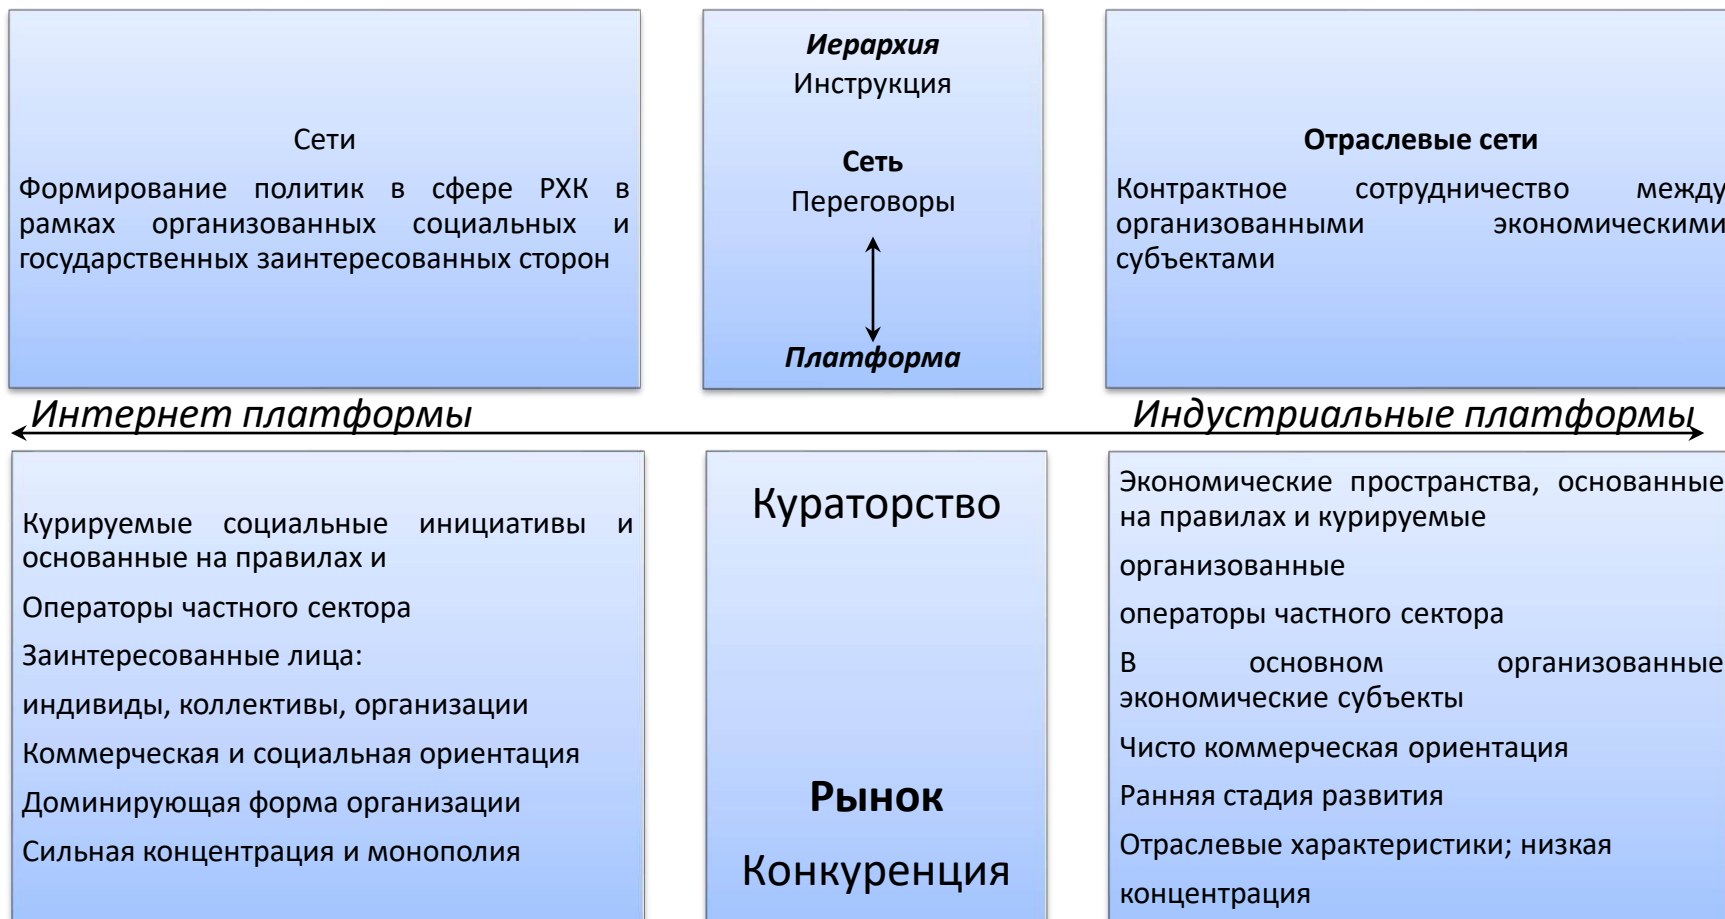 Сети
Формирование политик в сфере РХК в
рамках организованных социальных и
государственных заинтересованных сторон
Иерархия
Инструкция
Сеть
Переговоры
Платформа
Отраслевые сети
Контрактное сотрудничество между
организованными экономическими
субъектами
Интернет платформы
Индустриальные платформы
Курируемые социальные инициативы и
основанные на правилах и
Операторы частного сектора
Заинтересованные лица:
индивиды, коллективы, организации
Коммерческая и социальная ориентация
Доминирующая форма организации
Сильная концентрация и монополия
Кураторство
Рынок
Конкуренция
Экономические пространства, основанные
на правилах и курируемые
организованные
операторы частного сектора
В основном организованные
экономические субъекты
Чисто коммерческая ориентация
Ранняя стадия развития
Отраслевые характеристики; низкая
концентрация